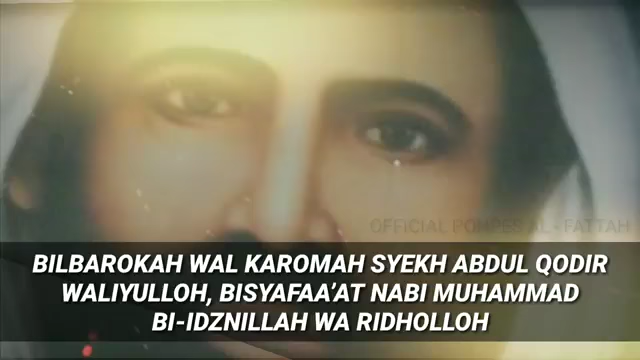 OFFICIAL PONPES AL - FATTAH
BILBAROKAH WAL KAROMAH SYEKH ABDUL QODIR
WALIYULLOH, BISYAFAA'AT NABI MUHAMMAD
BI-IDZNILLAH WA RIDHOLLOH